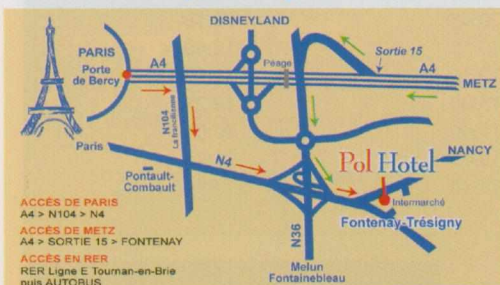 DISNEYLAND
PARIS
Porte
de Bercy
A4
Péage
Sortie 15
A4
METZ
N104
La francilienne
Paris
N4
Pol Hotel
NANCY
Pontault-
Combault
Intermarché
Fontenay-Trésigny
N36
Melun
Fontainebleau
ACCÈS DE PARIS
A4 > N104 > N4
ACCÈS DE METZ
A4 > SORTIE 15 > FONTENAY
ACCÈS EN RER
RER Ligne E Tournan-en-Brie
puis AUTOBUS